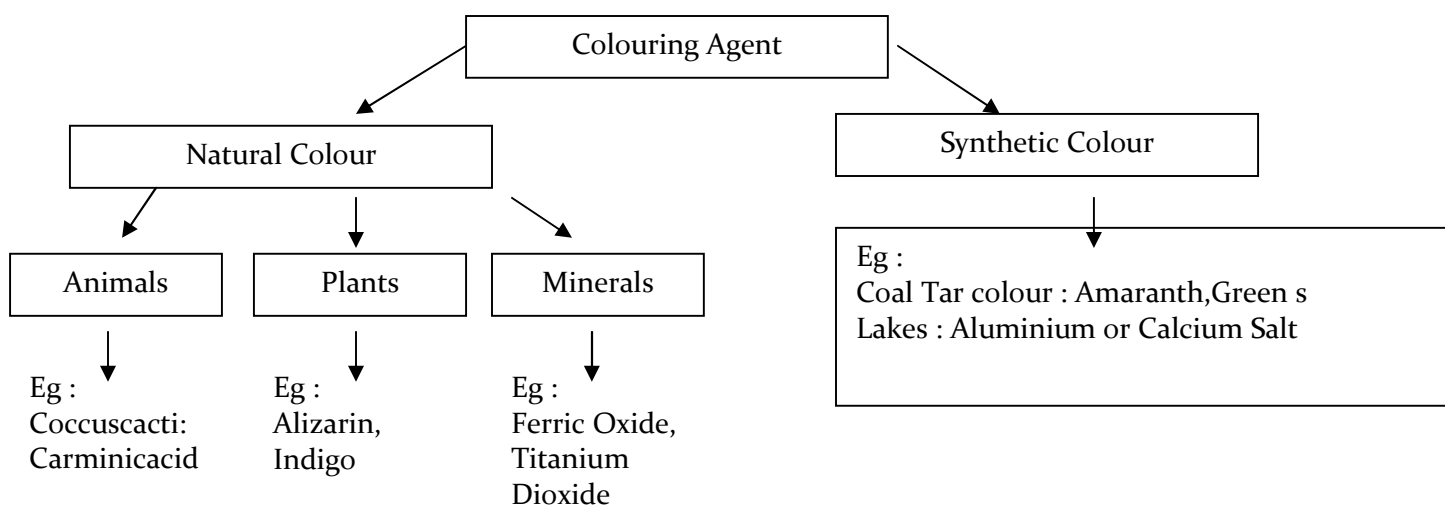 Colouring Agent
Natural Colour
Synthetic Colour
Animals
Plants
Minerals
Eg :
Coccuscacti:
Carminicacid
Eg :
Alizarin,
Indigo
Eg :
Ferric Oxide,
Titanium
Dioxide
Eg :
Coal Tar colour : Amaranth,Green s
Lakes : Aluminium or Calcium Salt